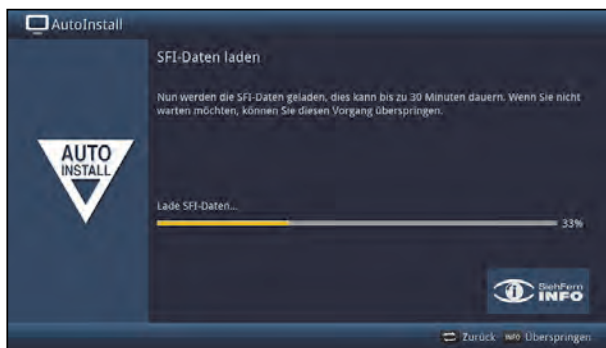 AutoInstall
SFI-Daten laden
Nun werden die SFI-Daten geladen, dies kann bis zu 30 Minuten dauern. Wenn Sie nicht
warten möchten, können Sie diesen Vorgang überspringen.
AUTO
INSTALL
Lade SFI-Daten...
33%
SiehFern
INFO
Zurück INFO Überspringen